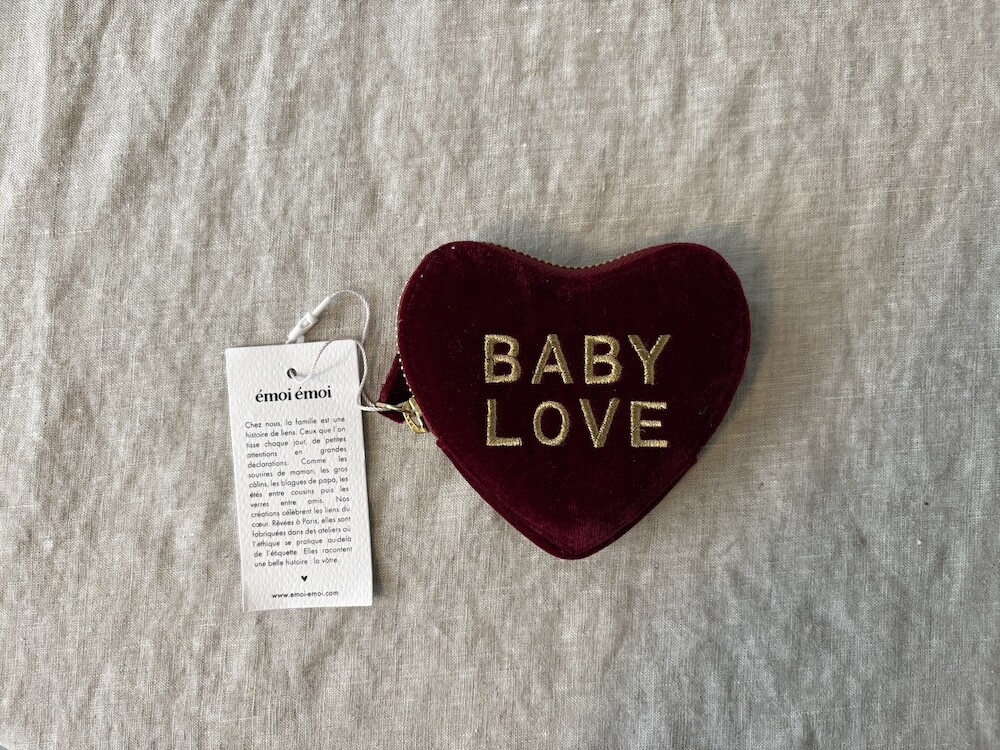 émoi émoi
Chez nous, la famille est une
histoire de liens. Ceux que l'on
tisse chaque jour, de petites
attentions en grandes
déclarations. Comme les
sourires de maman, les gros
câlins, les blagues de papa, les
étés entre cousins puis les
verres entre amis. Nos
créations célèbrent les liens du
cœur. Rêvées à Paris, elles sont
fabriquées dans des ateliers où
l'éthique se pratique au-delà
de l'étiquette. Elles racontent
une belle histoire : la vôtre.
www.emoi-emoi.com
BABY
LOVE